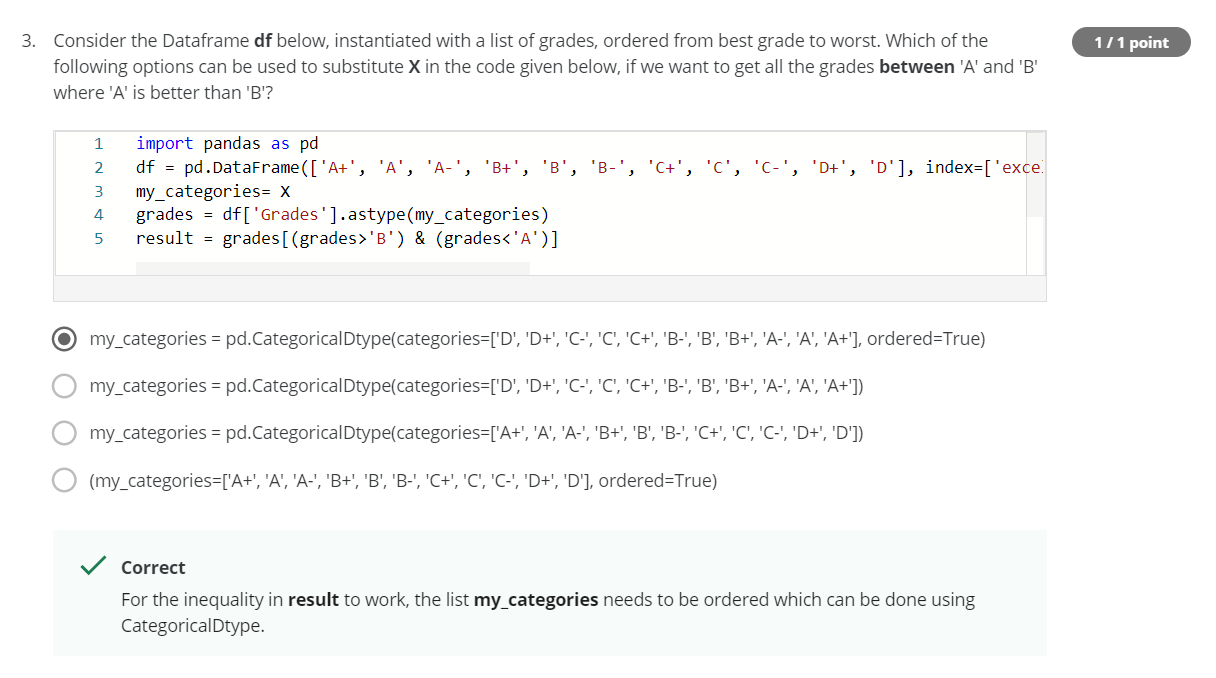 3. Consider the Dataframe df below, instantiated with a list of grades, ordered from best grade to worst. Which of the
1 / 1 point
following options can be used to substitute X in the code given below, if we want to get all the grades between 'A' and 'B'
where 'A' is better than 'B'?
1 import pandas as pd
2 df = pd.DataFrame(['A+', 'A', 'A-', 'B+', 'B', 'B-', 'C+', 'C', 'C-', 'D+', 'D'], index=['exce
3 my_categories= X
4 grades = df['Grades'].astype(my_categories)
5 result = grades[(grades>'B') & (grades<'A')]
my_categories = pd.CategoricalDtype(categories=['D', 'D+', 'C-', 'C', 'C+', 'B-', 'B', 'B+', 'A-', 'A', 'A+'], ordered=True)
my_categories = pd.CategoricalDtype(categories=['D', 'D+', 'C-', 'C', 'C+', 'B-', 'B', 'B+', 'A-', 'A', 'A+'])
my_categories = pd.CategoricalDtype(categories=['A+', 'A', 'A-', 'B+', 'B', 'B-', 'C+', 'C', 'C-', 'D+', 'D'])
(my_categories=['A+', 'A', 'A-', 'B+', 'B', 'B-', 'C+', 'C', 'C-', 'D+', 'D'], ordered=True)
Correct
For the inequality in result to work, the list my_categories needs to be ordered which can be done using
CategoricalDtype.